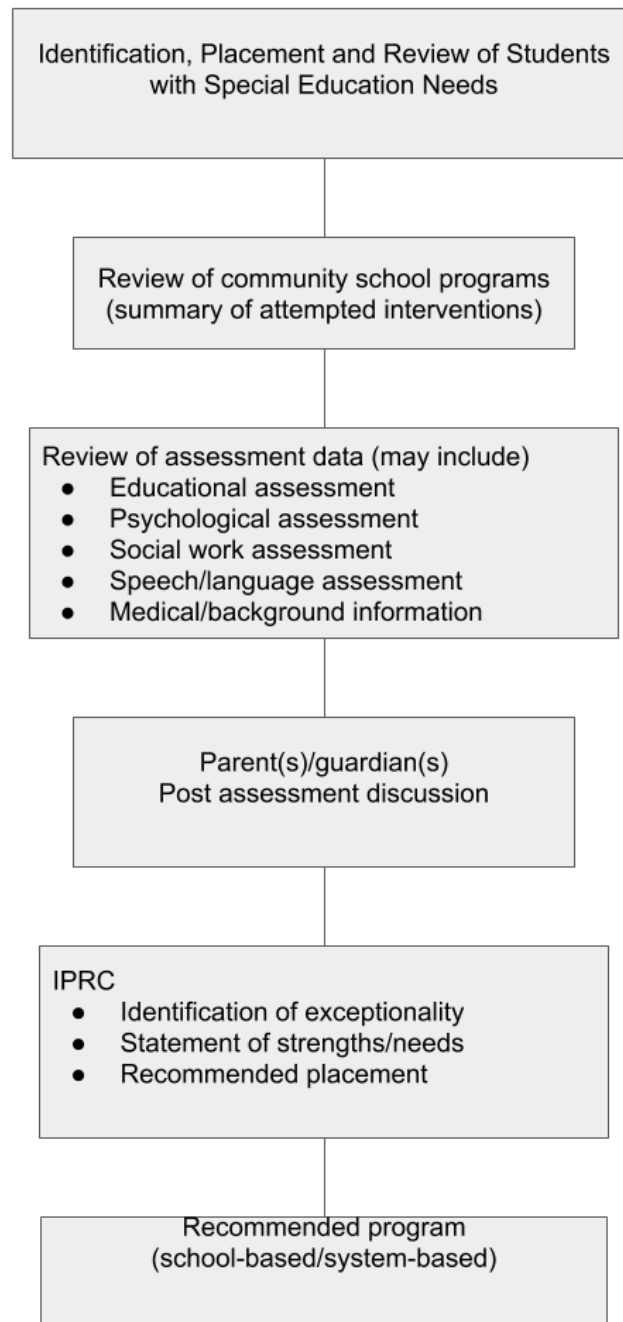 Identification, Placement and Review of Students
with Special Education Needs
Review of community school programs
(summary of attempted interventions)
Review of assessment data (may include)
● Educational assessment
● Psychological assessment
● Social work assessment
● Speech/language assessment
● Medical/background information
Parent(s)/guardian(s)
Post assessment discussion
IPRC
● Identification of exceptionality
● Statement of strengths/needs
● Recommended placement
Recommended program
(school-based/system-based)